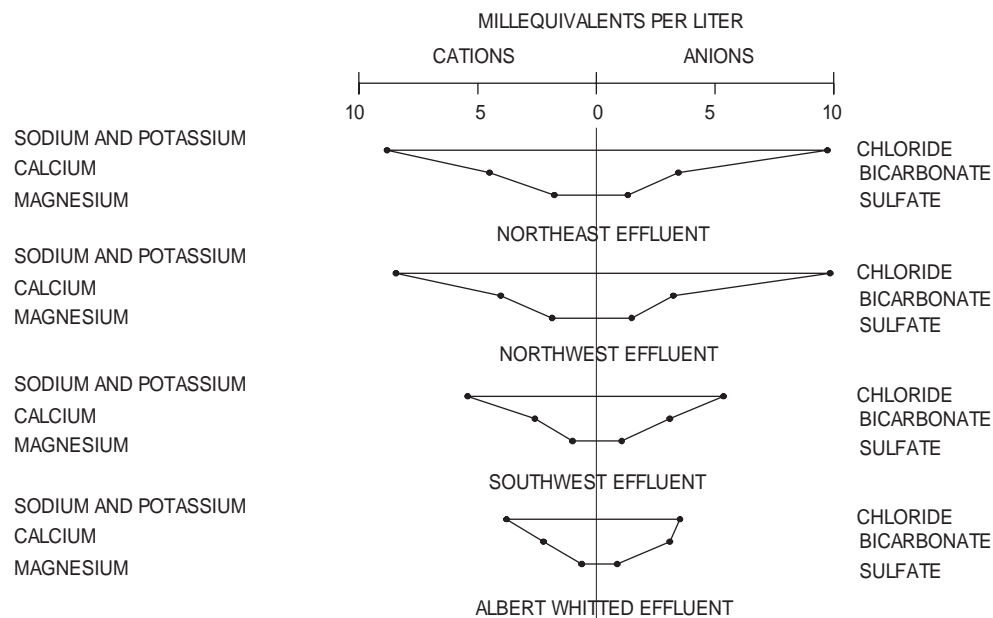 MILLEQUIVALENTS PER LITER
CATIONS ANIONS
10 5 0 5 10
SODIUM AND POTASSIUM CHLORIDE
CALCIUM BICARBONATE
MAGNESIUM SULFATE
NORTHEAST EFFLUENT
SODIUM AND POTASSIUM CHLORIDE
CALCIUM BICARBONATE
MAGNESIUM SULFATE
NORTHWEST EFFLUENT
SODIUM AND POTASSIUM CHLORIDE
CALCIUM BICARBONATE
MAGNESIUM SULFATE
SOUTHWEST EFFLUENT
SODIUM AND POTASSIUM CHLORIDE
CALCIUM BICARBONATE
MAGNESIUM SULFATE
ALBERT WHITTED EFFLUENT